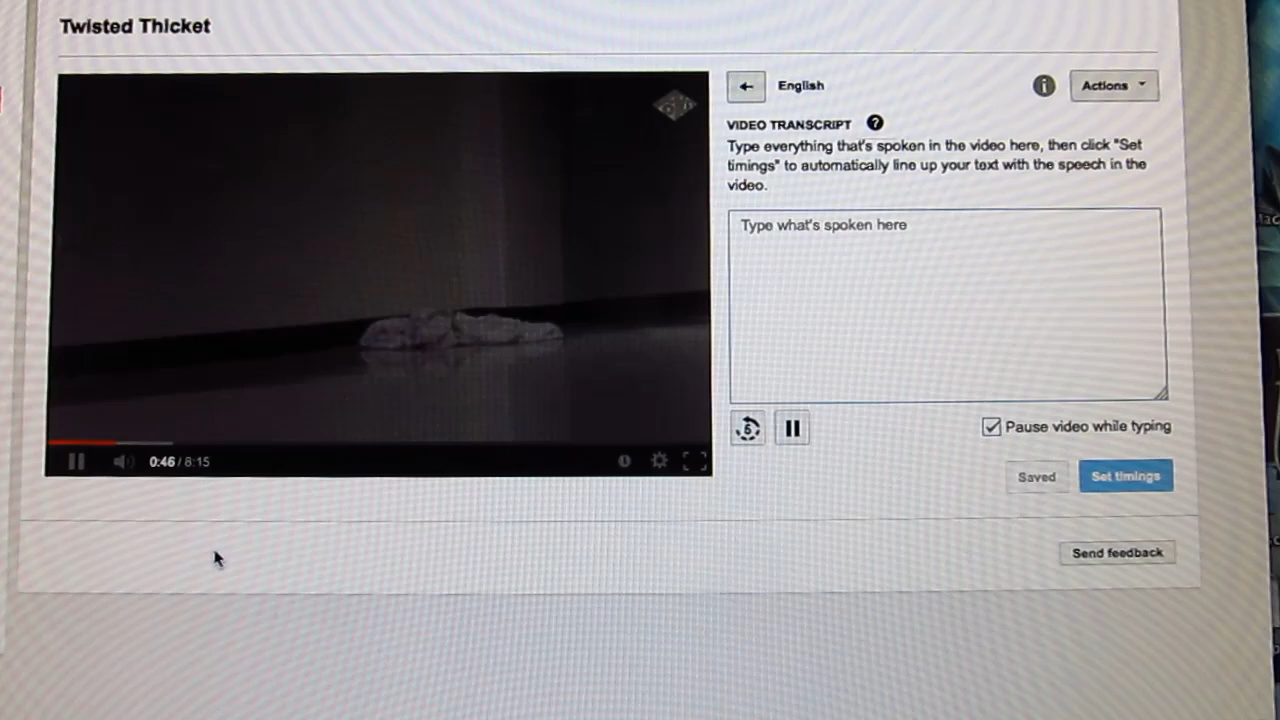 Twisted Thicket
English
Actions
VIDEO TRANSCRIPT
Type everything that's spoken in the video here, then click "Set
timings" to automatically line up your text with the speech in the
video.
Type what's spoken here
5
Pause video while typing
0:46 / 8:15
Saved
Set timings
Send feedback